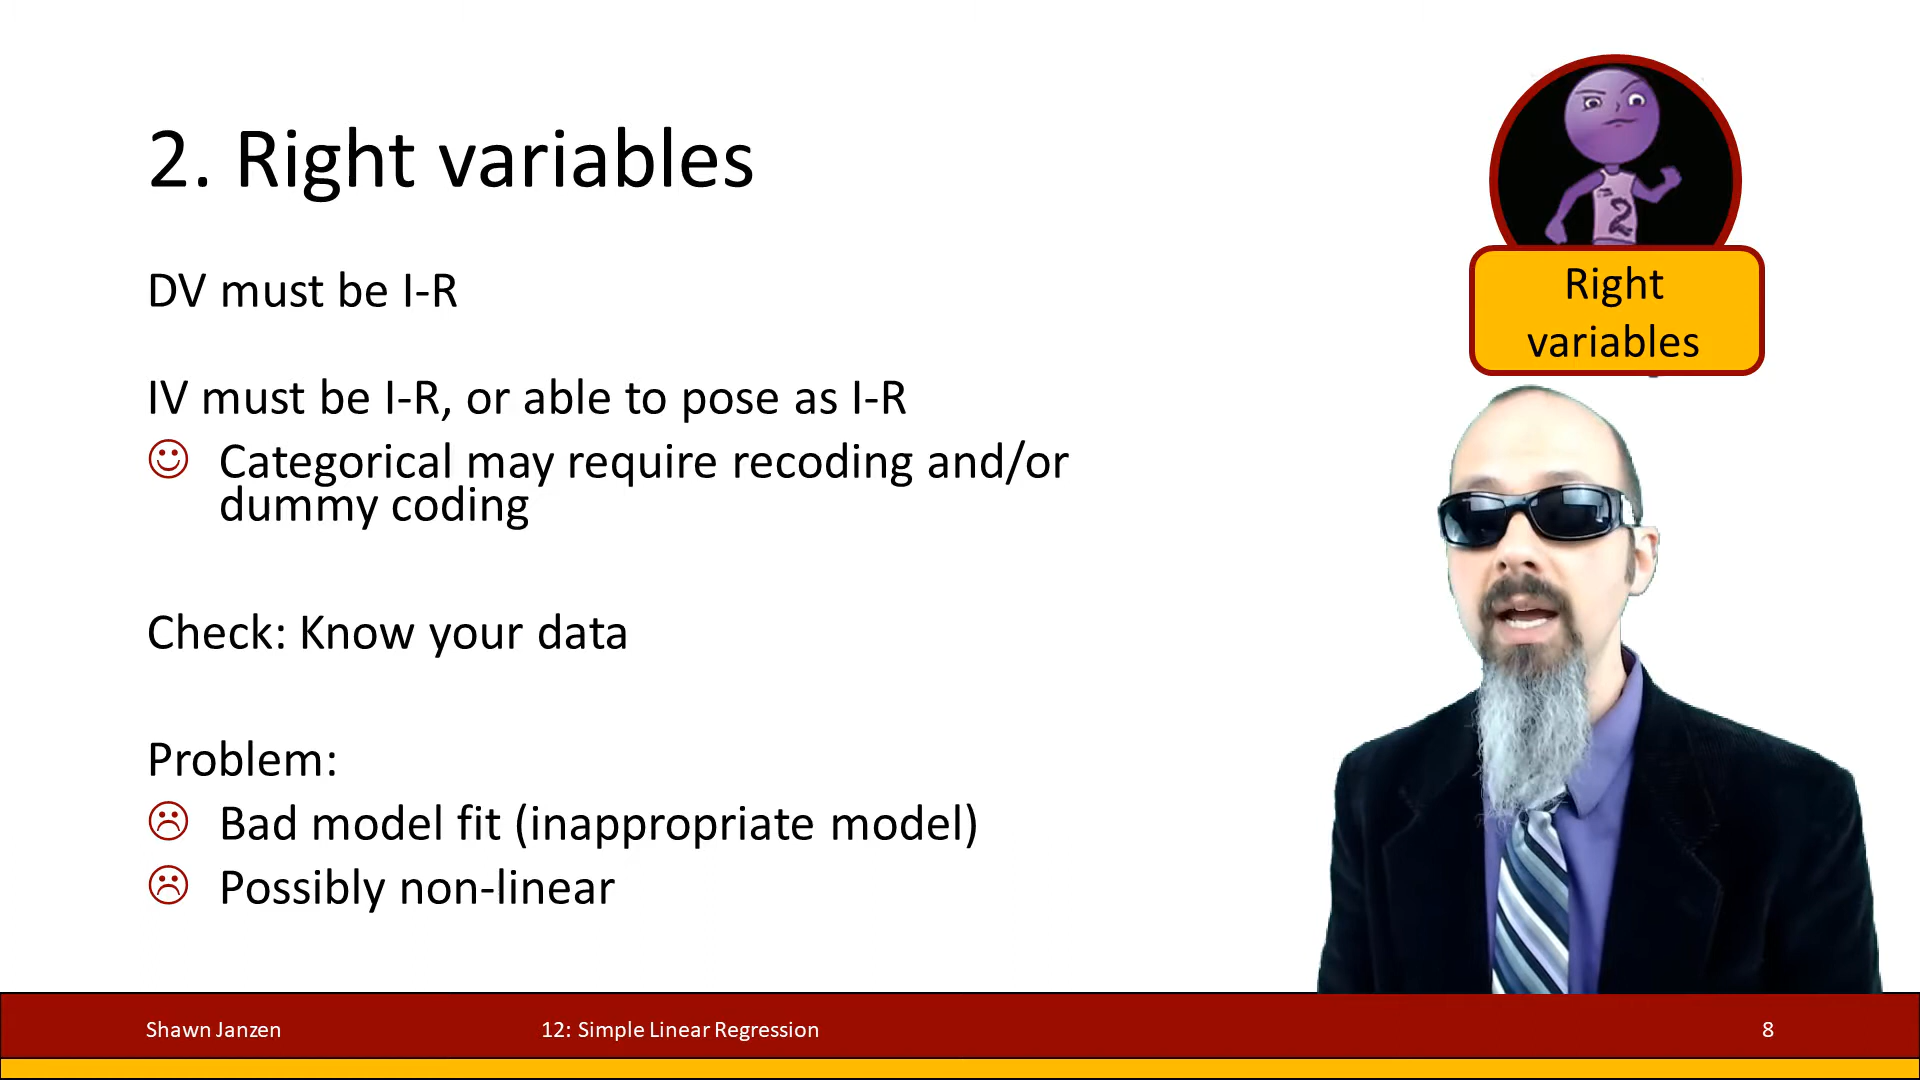 2. Right variables
DV must be I-R
IV must be I-R, or able to pose as I-R
Categorical may require recoding and/or
dummy coding
Check: Know your data
Problem:
Bad model fit (inappropriate model)
Possibly non-linear
2
Right
variables
Shawn Janzen
12: Simple Linear Regression
8